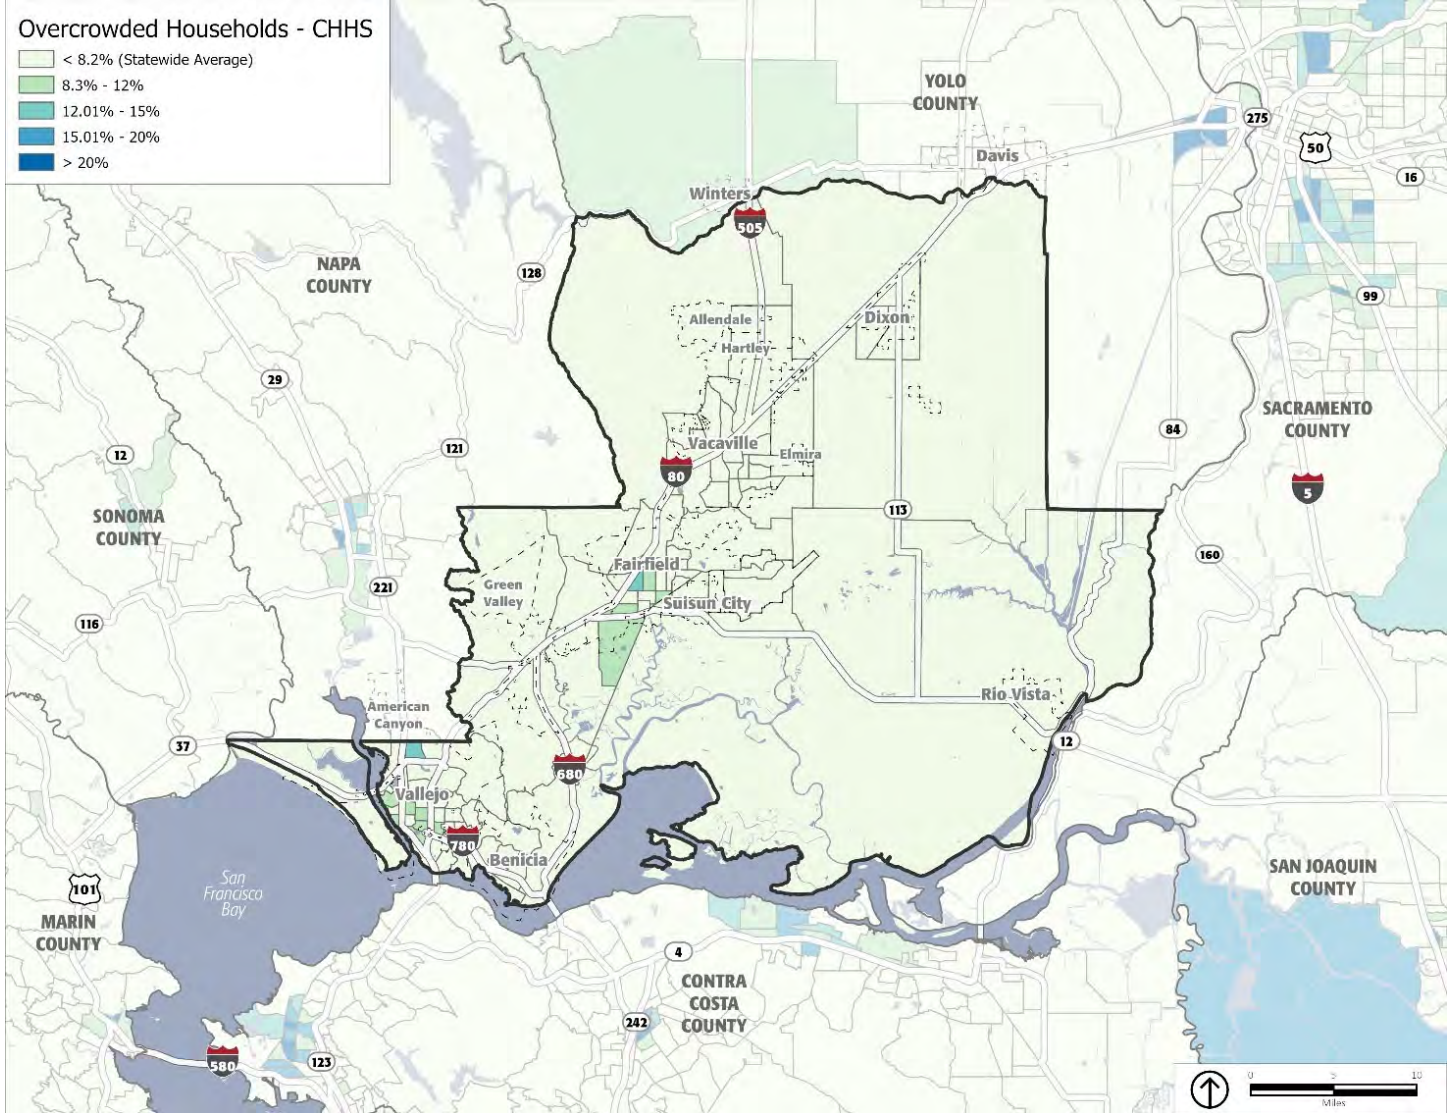 Overcrowded Households - CHHS
< 8.2% (Statewide Average)
8.3% - 12%
12.01% - 15%
15.01% - 20%
> 20%
YOLO
COUNTY
275
50
Davis
16
Winters
505
NAPA
COUNTY
128
99
Allendale
Dixon
Hartley
29
SACRAMENTO
COUNTY
84
12
121
Vacaville
Elmira
80
5
SONOMA
COUNTY
113
160
Fairfield
Green
Valley
221
Suisun City
116
American
Canyon
Rio Vista
37
12
680
Vallejo
780
Benicia
San
Francisco
Bay
101
MARIN
COUNTY
SAN JOAQUIN
COUNTY
4
CONTRA
COSTA
COUNTY
242
580
123
0 5 10
Miles